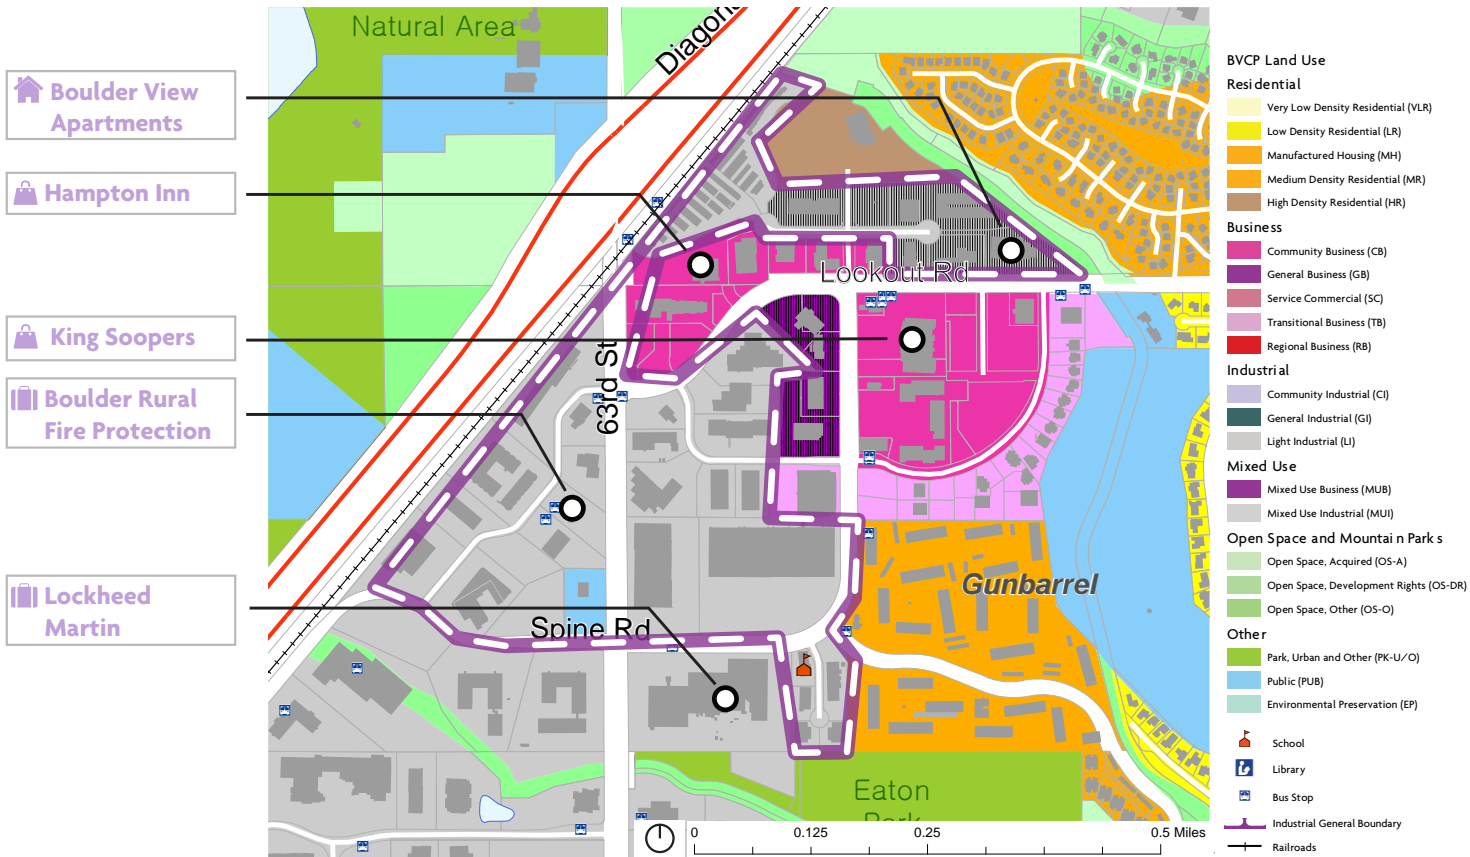 Natural Area
Diagon
Boulder View
Apartments
Hampton Inn
King Soopers
Boulder Rural
Fire Protection
Lockheed
Martin
Lookout Rd
63rd St
Spine Rd
Gunbarrel
Eaton
Park
0
0.125
0.25
0.5 Miles
BVCP Land Use
Residential
Very Low Density Residential (VLR)
Low Density Residential (LR)
Manufactured Housing (MH)
Medium Density Residential (MR)
High Density Residential (HR)
Business
Community Business (CB)
General Business (GB)
Service Commercial (SC)
Transitional Business (TB)
Regional Business (RB)
Industrial
Community Industrial (CI)
General Industrial (GI)
Light Industrial (LI)
Mixed Use
Mixed Use Business (MUB)
Mixed Use Industrial (MUI)
Open Space and Mountain Parks
Open Space, Acquired (OS-A)
Open Space, Development Rights (OS-DR)
Open Space, Other (OS-O)
Other
Park, Urban and Other (PK-U/O)
Public (PUB)
Environmental Preservation (EP)
School
Library
Bus Stop
Industrial General Boundary
Railroads